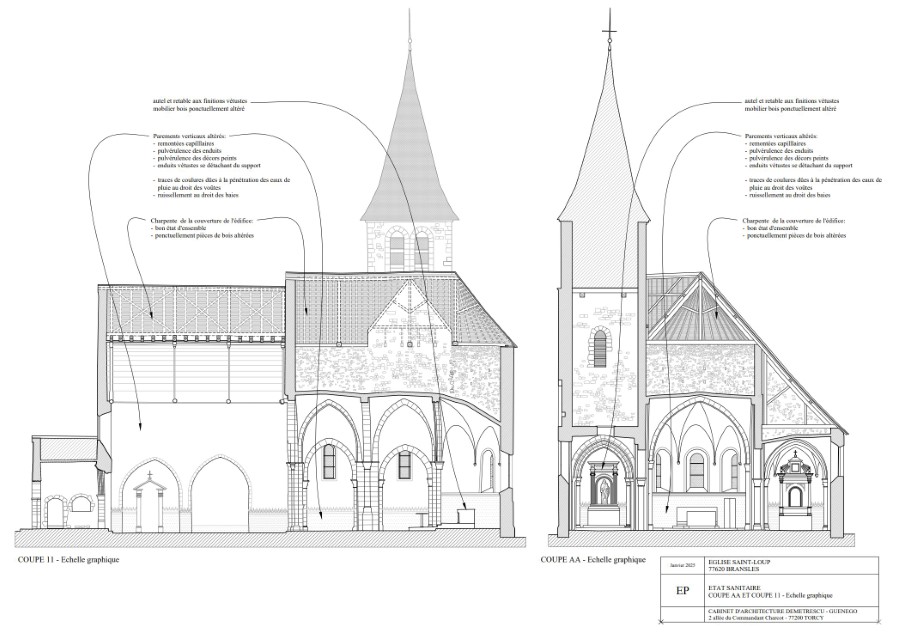 autel et retable aux finitions vétustes
mobilier bois ponctuellement altéré
Parements verticaux altérés:
- remontées capillaires
- pulvérulence des enduits
- pulvérulence des décors peints
- enduits vétustes se détachant du support
- traces de coulures dûes à la pénétration des eaux de
pluie au droit des voûtes
- ruissellement au droit des baies
Charpente de la couverture de l'édifice:
- bon état d'ensemble
- ponctuellement pièces de bois altérées
autel et retable aux finitions vétustes
mobilier bois ponctuellement altéré
Parements verticaux altérés:
- remontées capillaires
- pulvérulence des enduits
- pulvérulence des décors peints
- enduits vétustes se détachant du support
- traces de coulures dûes à la pénétration des eaux de
pluie au droit des voûtes
- ruissellement au droit des baies
Charpente de la couverture de l'édifice:
- bon état d'ensemble
- ponctuellement pièces de bois altérées
COUPE 11 - Echelle graphique
COUPE AA - Echelle graphique
Janvier 2025
EGLISE SAINT-LOUP
77620 BRANSLES
EP
ETAT SANITAIRE
COUPE AA ET COUPE 11 - Echelle graphique
CABINET D'ARCHITECTURE DEMETRESCU - GUENEGO
2 allée du Commandant Charcot - 77200 TORCY